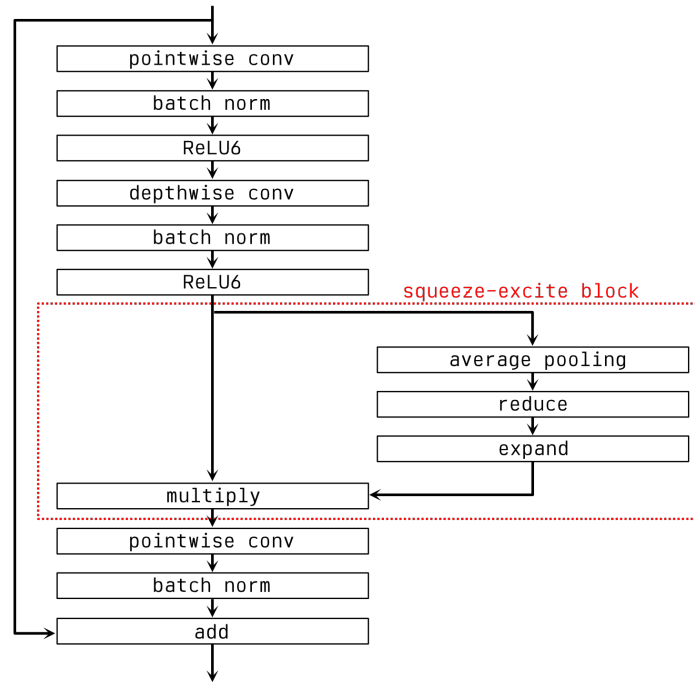 pointwise conv
batch norm
ReLU6
depthwise conv
batch norm
ReLU6
squeeze-excite block
average pooling
reduce
expand
multiply
pointwise conv
batch norm
add